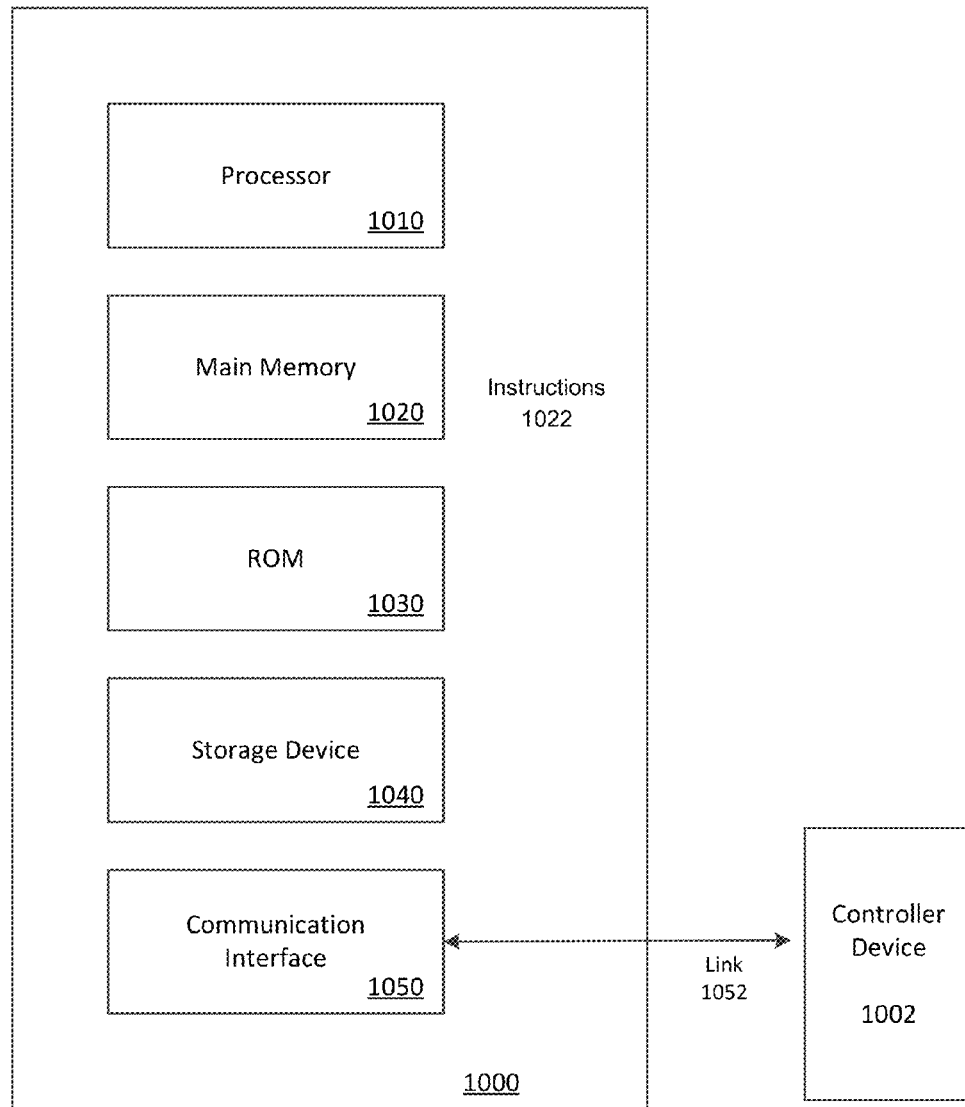 Processor
1010
Main Memory
1020
Instructions
1022
ROM
1030
Storage Device
1040
Communication
Interface
1050
Link
1052
Controller
Device
1002
1000